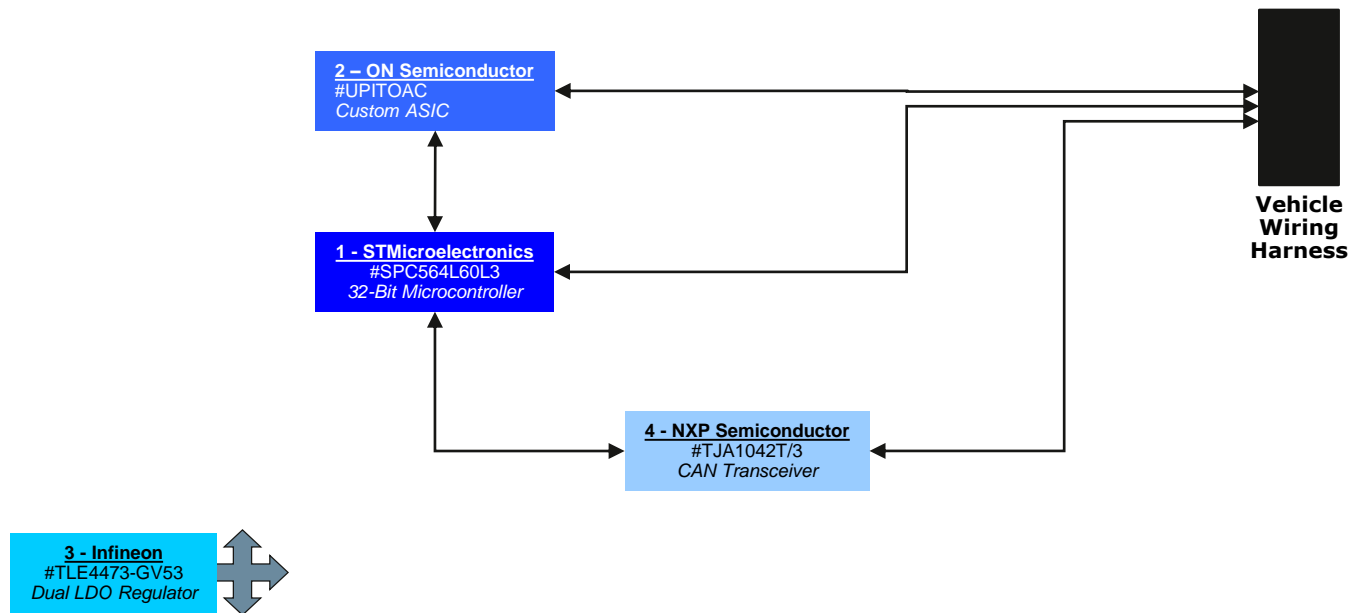 2 – ON Semiconductor
#UPITOAC
Custom ASIC
Vehicle
Wiring
Harness
1 - STMicroelectronics
#SPC564L60L3
32-Bit Microcontroller
4 - NXP Semiconductor
#TJA1042T/3
CAN Transceiver
3 - Infineon
#TLE4473-GV53
Dual LDO Regulator